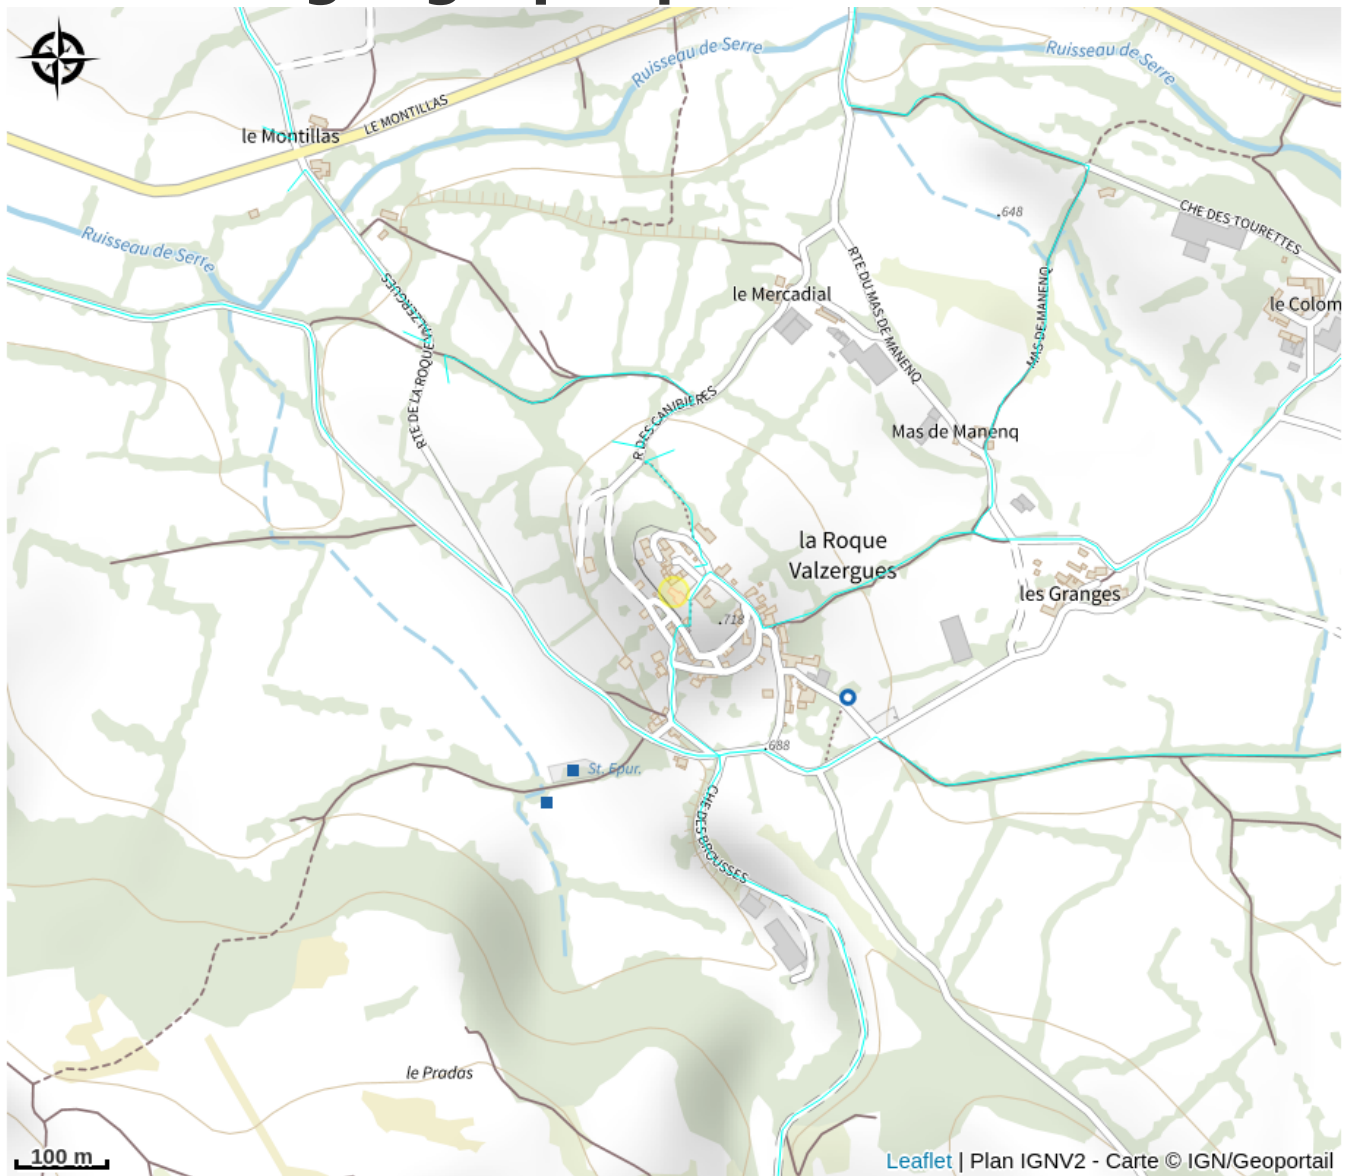 Ruisseau de Serre
Ruisseau de Serre
LE MONTILLAS
le Montillas
CHE DES TOURETTES
.648
Ruisseau de Serre
RTE DU MAS DE MANENQ
MAS DE MANENQ
le Mercadial
le Colom
RTE DE LA ROQUE VALZERGUES
R. DES CANIBIERES
Mas de Manenq
la Roque
Valzergues
les Granges
.718
.688
St. Epur.
CHE DES BROUSSES
le Pradas
100 m
Leaflet | Plan IGNV2 - Carte © IGN/Geoportail